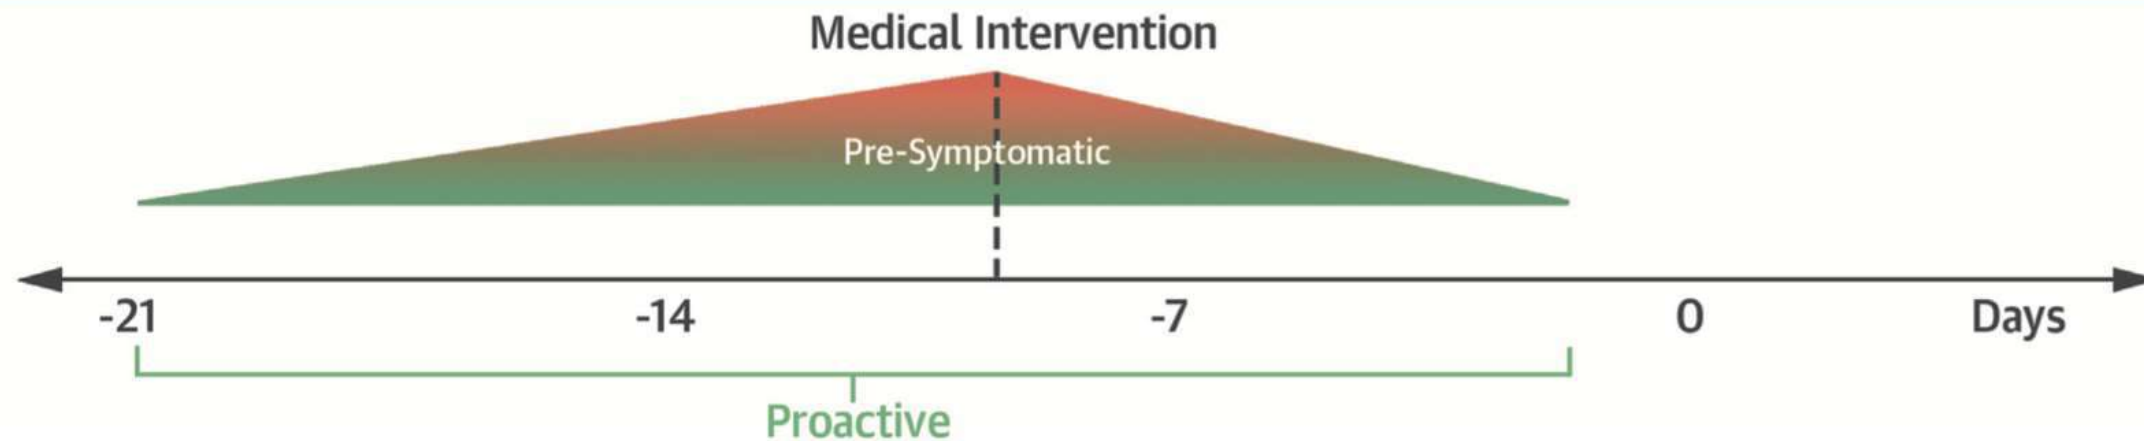 Medical Intervention
Pre-Symptomatic
-21 -14 -7 0 Days
Proactive